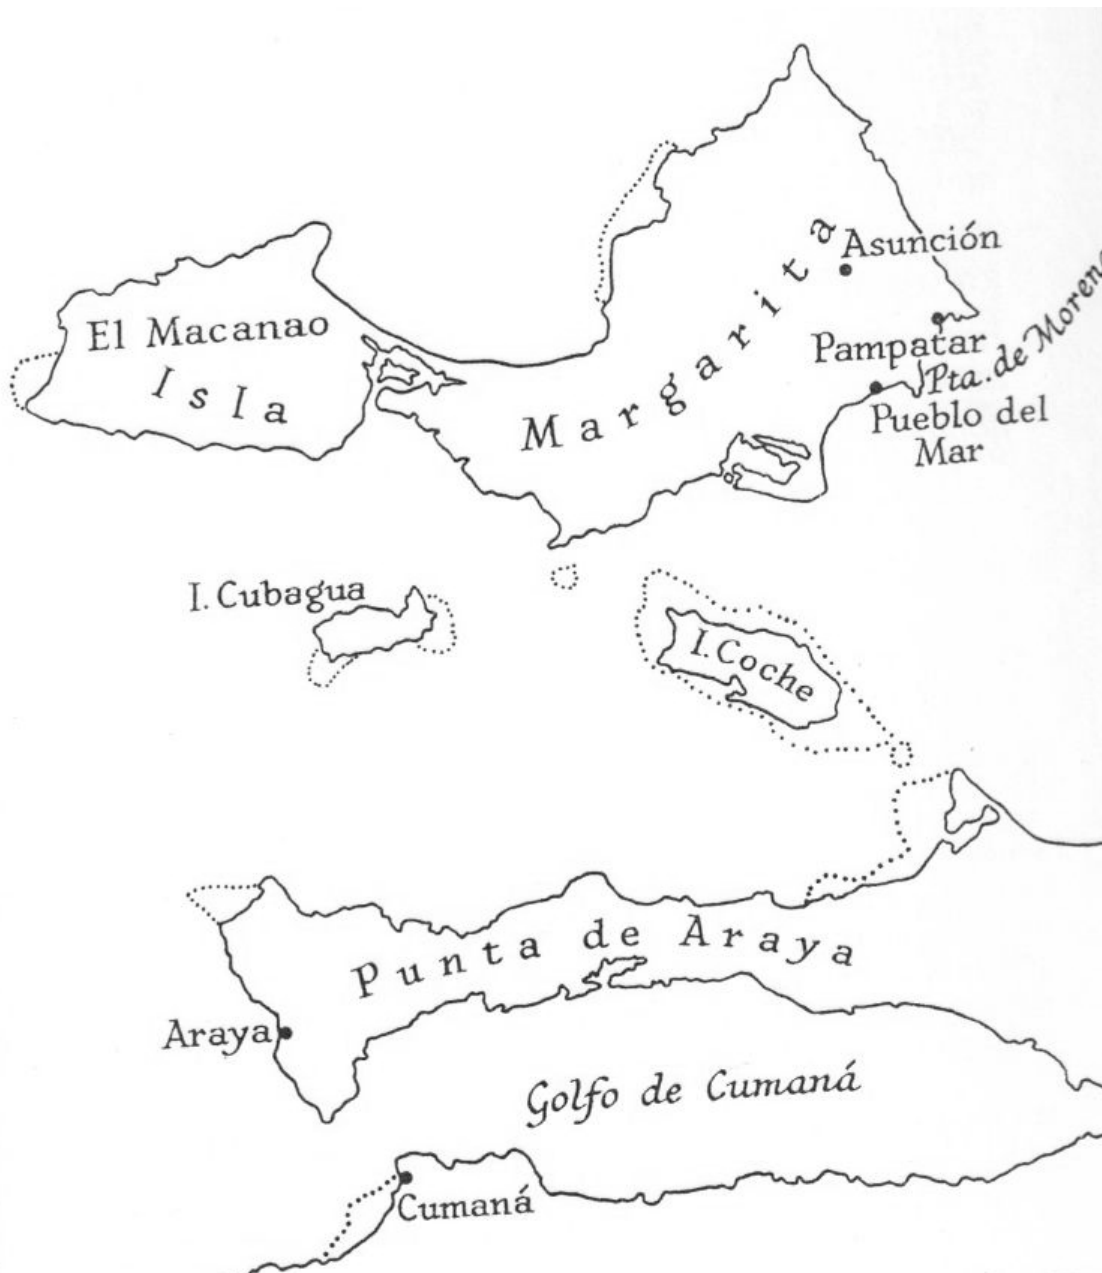 Asunción
El Macanao
Isla
Margarita
Pampatar
Pta. de Moreno
Pueblo del
Mar
I. Cubagua
I. Coche
Punta de Araya
Araya
Golfo de Cumaná
Cumaná